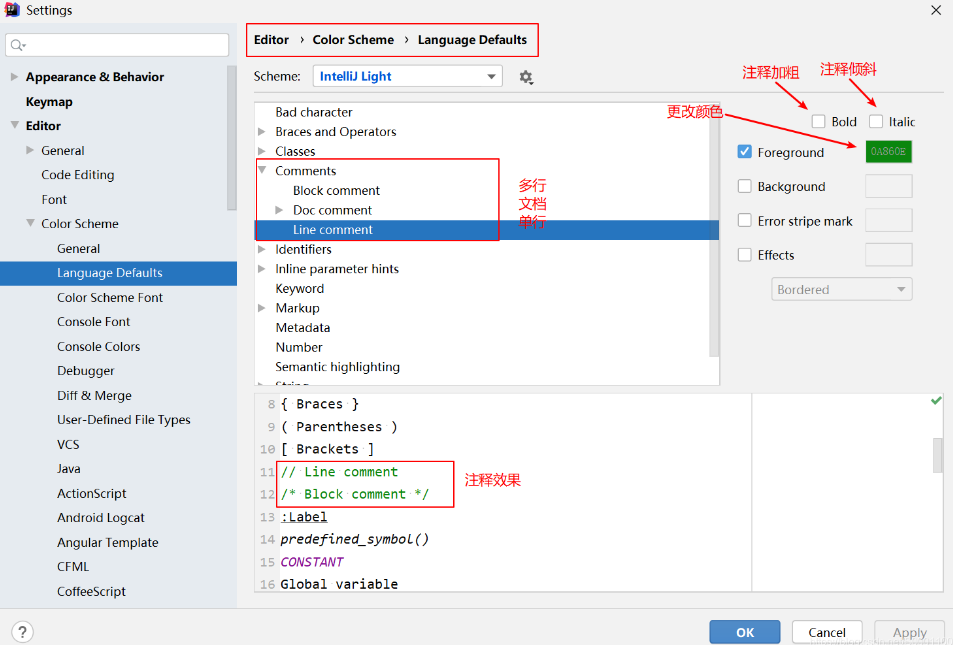 Settings
Editor › Color Scheme › Language Defaults
Appearance & Behavior
Keymap
Editor
General
Code Editing
Font
Color Scheme
General
Language Defaults
Color Scheme Font
Console Font
Console Colors
Debugger
Diff & Merge
User-Defined File Types
VCS
Java
ActionScript
Android Logcat
Angular Template
CFML
CoffeeScript
Scheme: IntelliJ Light
Bad character
Braces and Operators
Classes
Comments
Block comment
Doc comment
Line comment
Identifiers
Inline parameter hints
Keyword
Markup
Metadata
Number
Semantic highlighting
String
多行
文档
单行
注释加粗
注释倾斜
更改颜色
Bold Italic
Foreground 0A860E
Background
Error stripe mark
Effects
Bordered
8 { Braces }
9 ( Parentheses )
10 [ Brackets ]
11 // Line comment
12 /* Block comment */
注释效果
13 :Label
14 predefined_symbol()
15 CONSTANT
16 Global variable
?
OK Cancel Apply